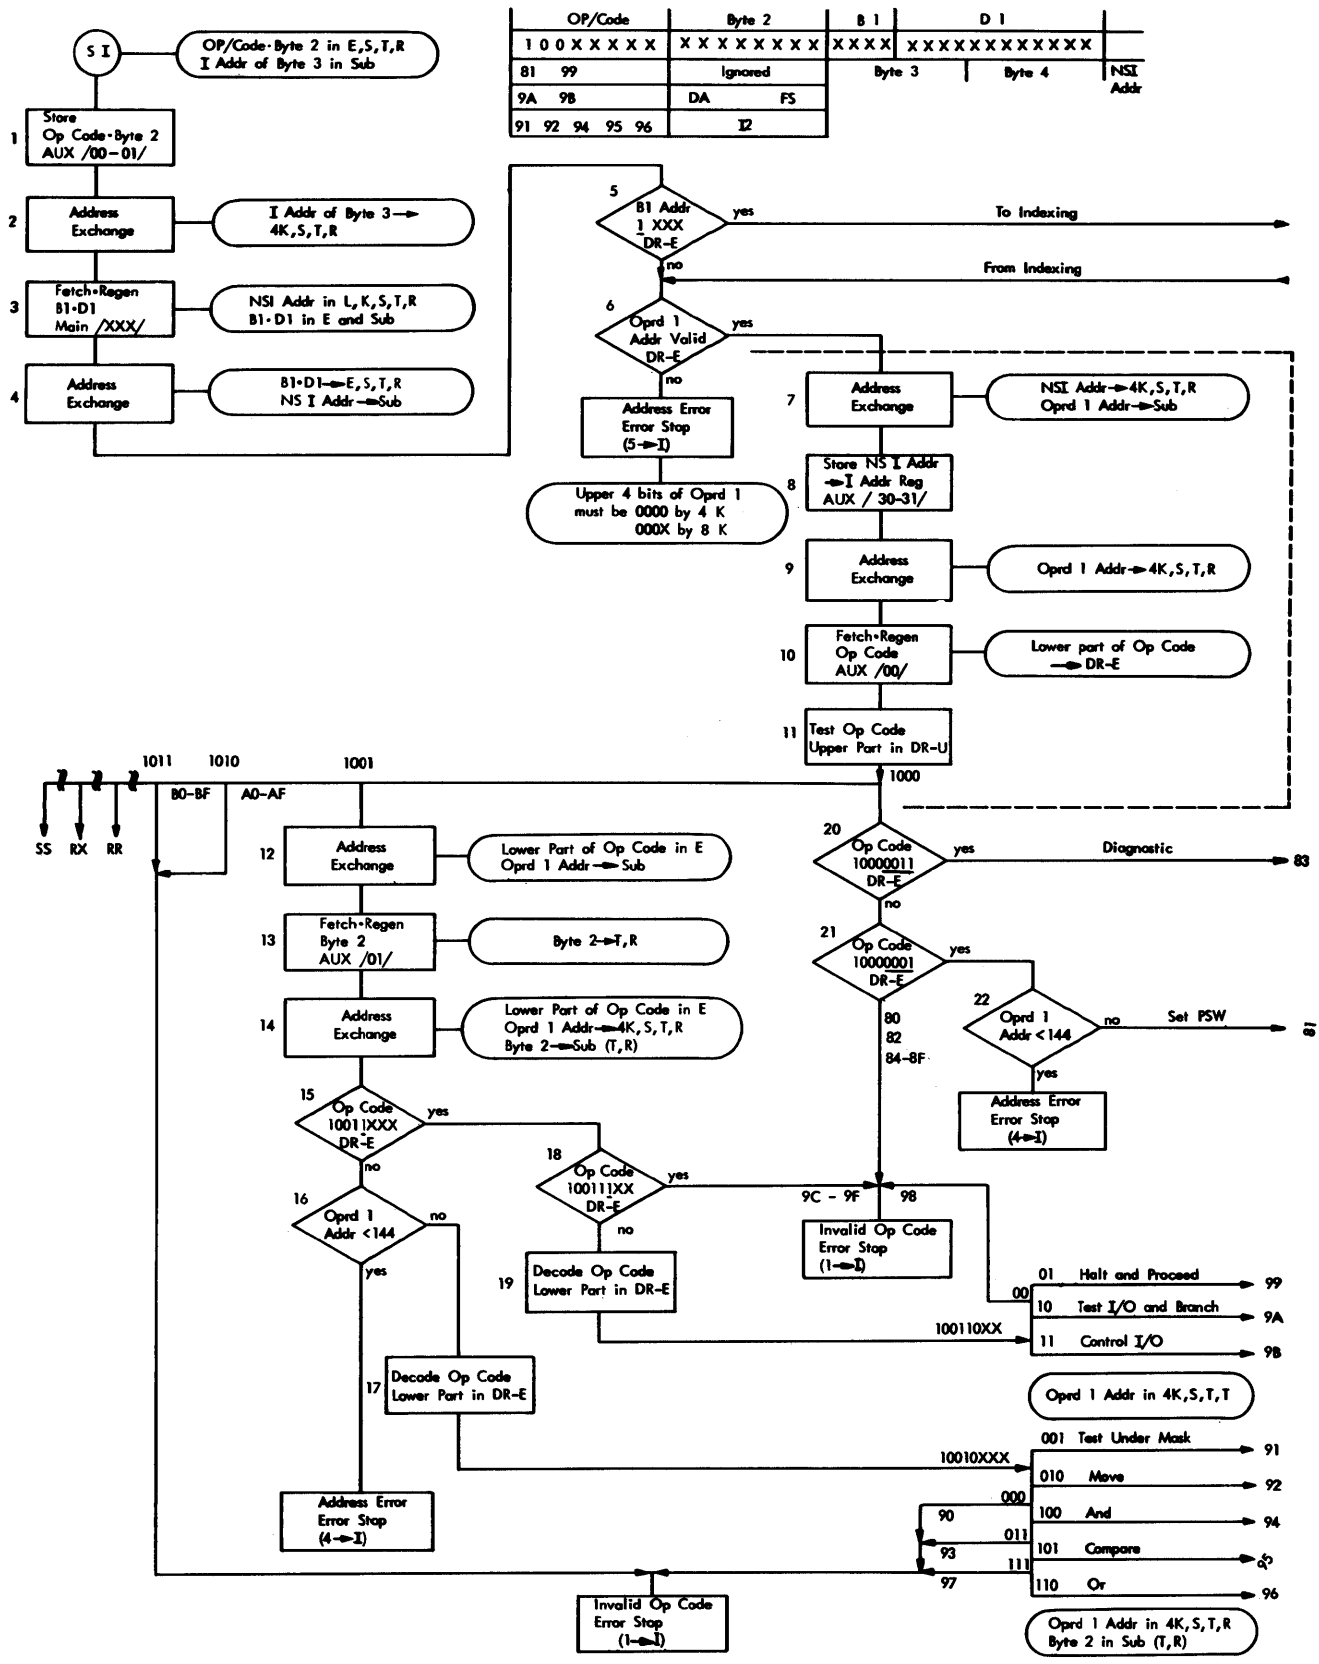 OP/Code Byte 2 B 1 D 1
1 0 0 X X X X X X X X X X X X X X X X X X X X X X X X X X X X X
81 99 Ignored Byte 3 Byte 4 NSI Addr
9A 9B DA FS
91 92 94 95 96 I2
S I
OP/Code·Byte 2 in E,S,T,R
I Addr of Byte 3 in Sub
1
Store
Op Code·Byte 2
AUX /00-01/
2
Address
Exchange
I Addr of Byte 3→
4K,S,T,R
3
Fetch·Regen
B1·D1
Main /XXX/
NSI Addr in L,K,S,T,R
B1·D1 in E and Sub
4
Address
Exchange
B1·D1→E,S,T,R
NS I Addr→Sub
5
B1 Addr
1 XXX
DR-E
yes
To Indexing
no
From Indexing
6
Oprd 1
Addr Valid
DR-E
yes
no
Address Error
Error Stop
(5→I)
Upper 4 bits of Oprd 1
must be 0000 by 4 K
000X by 8 K
7
Address
Exchange
NSI Addr→4K,S,T,R
Oprd 1 Addr→Sub
8
Store NS I Addr
→I Addr Reg
AUX / 30-31/
9
Address
Exchange
Oprd 1 Addr→4K,S,T,R
10
Fetch·Regen
Op Code
AUX /00/
Lower part of Op Code
→ DR-E
11
Test Op Code
Upper Part in DR-U
1011 1010 1001 1000
B0-BF A0-AF
SS RX RR
12
Address
Exchange
Lower Part of Op Code in E
Oprd 1 Addr→ Sub
13
Fetch·Regen
Byte 2
AUX /01/
Byte 2→T,R
14
Address
Exchange
Lower Part of Op Code in E
Oprd 1 Addr→4K,S,T,R
Byte 2→Sub (T,R)
15
Op Code
10011XXX
DR-E
yes
no
16
Oprd 1
Addr <144
no
yes
17
Decode Op Code
Lower Part in DR-E
Address Error
Error Stop
(4→I)
18
Op Code
100111XX
DR-E
yes
no
19
Decode Op Code
Lower Part in DR-E
20
Op Code
10000011
DR-E
yes
Diagnostic
83
no
21
Op Code
10000001
DR-E
yes
80
82
84-8F
22
Oprd 1
Addr <144
no
Set PSW
81
yes
Address Error
Error Stop
(4→I)
9C - 9F 98
Invalid Op Code
Error Stop
(1→I)
100110XX
00
01 Halt and Proceed 99
10 Test I/O and Branch 9A
11 Control I/O 9B
Oprd 1 Addr in 4K,S,T,T
10010XXX
001 Test Under Mask 91
010 Move 92
000
90
100 And 94
011
93
101 Compare 95
111
97
110 Or 96
Oprd 1 Addr in 4K,S,T,R
Byte 2 in Sub (T,R)
Invalid Op Code
Error Stop
(1→I)